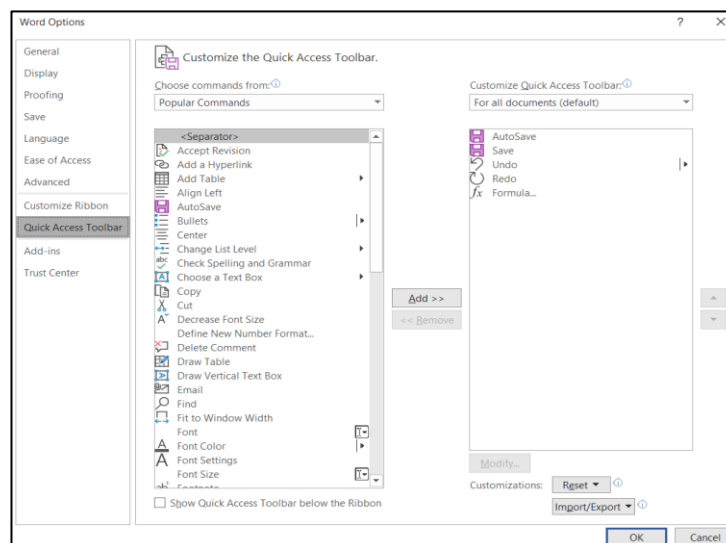 Word Options
?
General
Display
Proofing
Save
Language
Ease of Access
Advanced
Customize Ribbon
Quick Access Toolbar
Add-ins
Trust Center
Customize the Quick Access Toolbar.
Choose commands from:
Popular Commands
<Separator>
Accept Revision
Add a Hyperlink
Add Table
Align Left
AutoSave
Bullets
Center
Change List Level
Check Spelling and Grammar
Choose a Text Box
Copy
Cut
Decrease Font Size
Define New Number Format...
Delete Comment
Draw Table
Draw Vertical Text Box
Email
Find
Fit to Window Width
Font
Font Color
Font Settings
Font Size
Show Quick Access Toolbar below the Ribbon
Add >>
<< Remove
Customize Quick Access Toolbar:
For all documents (default)
AutoSave
Save
Undo
Redo
fx Formula...
Modify...
Customizations: Reset
Import/Export
OK
Cancel